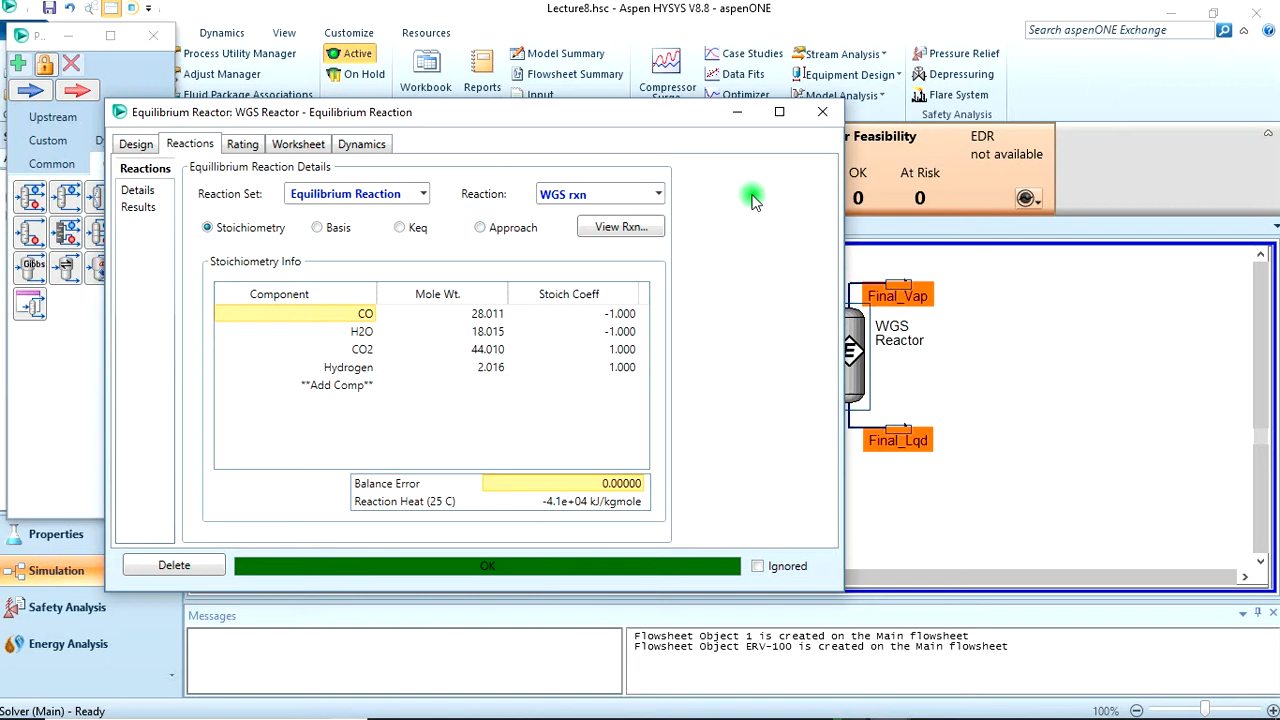 Lecture8.hsc - Aspen HYSYS V8.8 - aspenONE
P..
Dynamics View Customize Resources
Search aspenONE Exchange
Process Utility Manager
Adjust Manager
Fluid Package Associations
Active
On Hold
Workbook
Reports
Model Summary
Flowsheet Summary
Input
Compressor
Surge
Case Studies
Data Fits
Optimizer
Stream Analysis
Equipment Design
Model Analysis
Pressure Relief
Depressuring
Flare System
Safety Analysis
Upstream
Custom
Common
Gibbs
Equilibrium Reactor: WGS Reactor - Equilibrium Reaction
Design Reactions Rating Worksheet Dynamics
Reactions
Details
Results
Equillibrium Reaction Details
Reaction Set: Equilibrium Reaction Reaction: WGS rxn
Stoichiometry Basis Keq Approach View Rxn...
Stoichiometry Info
Component Mole Wt. Stoich Coeff
CO 28.011 -1.000
H2O 18.015 -1.000
CO2 44.010 1.000
Hydrogen 2.016 1.000
**Add Comp**
Balance Error 0.00000
Reaction Heat (25 C) -4.1e+04 kJ/kgmole
Delete OK Ignored
r Feasibility EDR
not available
OK At Risk
0 0
Final_Vap
WGS
Reactor
E
Final_Lqd
Properties
Simulation
Safety Analysis
Energy Analysis
Messages
Flowsheet Object 1 is created on the Main flowsheet
Flowsheet Object ERV-100 is created on the Main flowsheet
Solver (Main) - Ready
100%